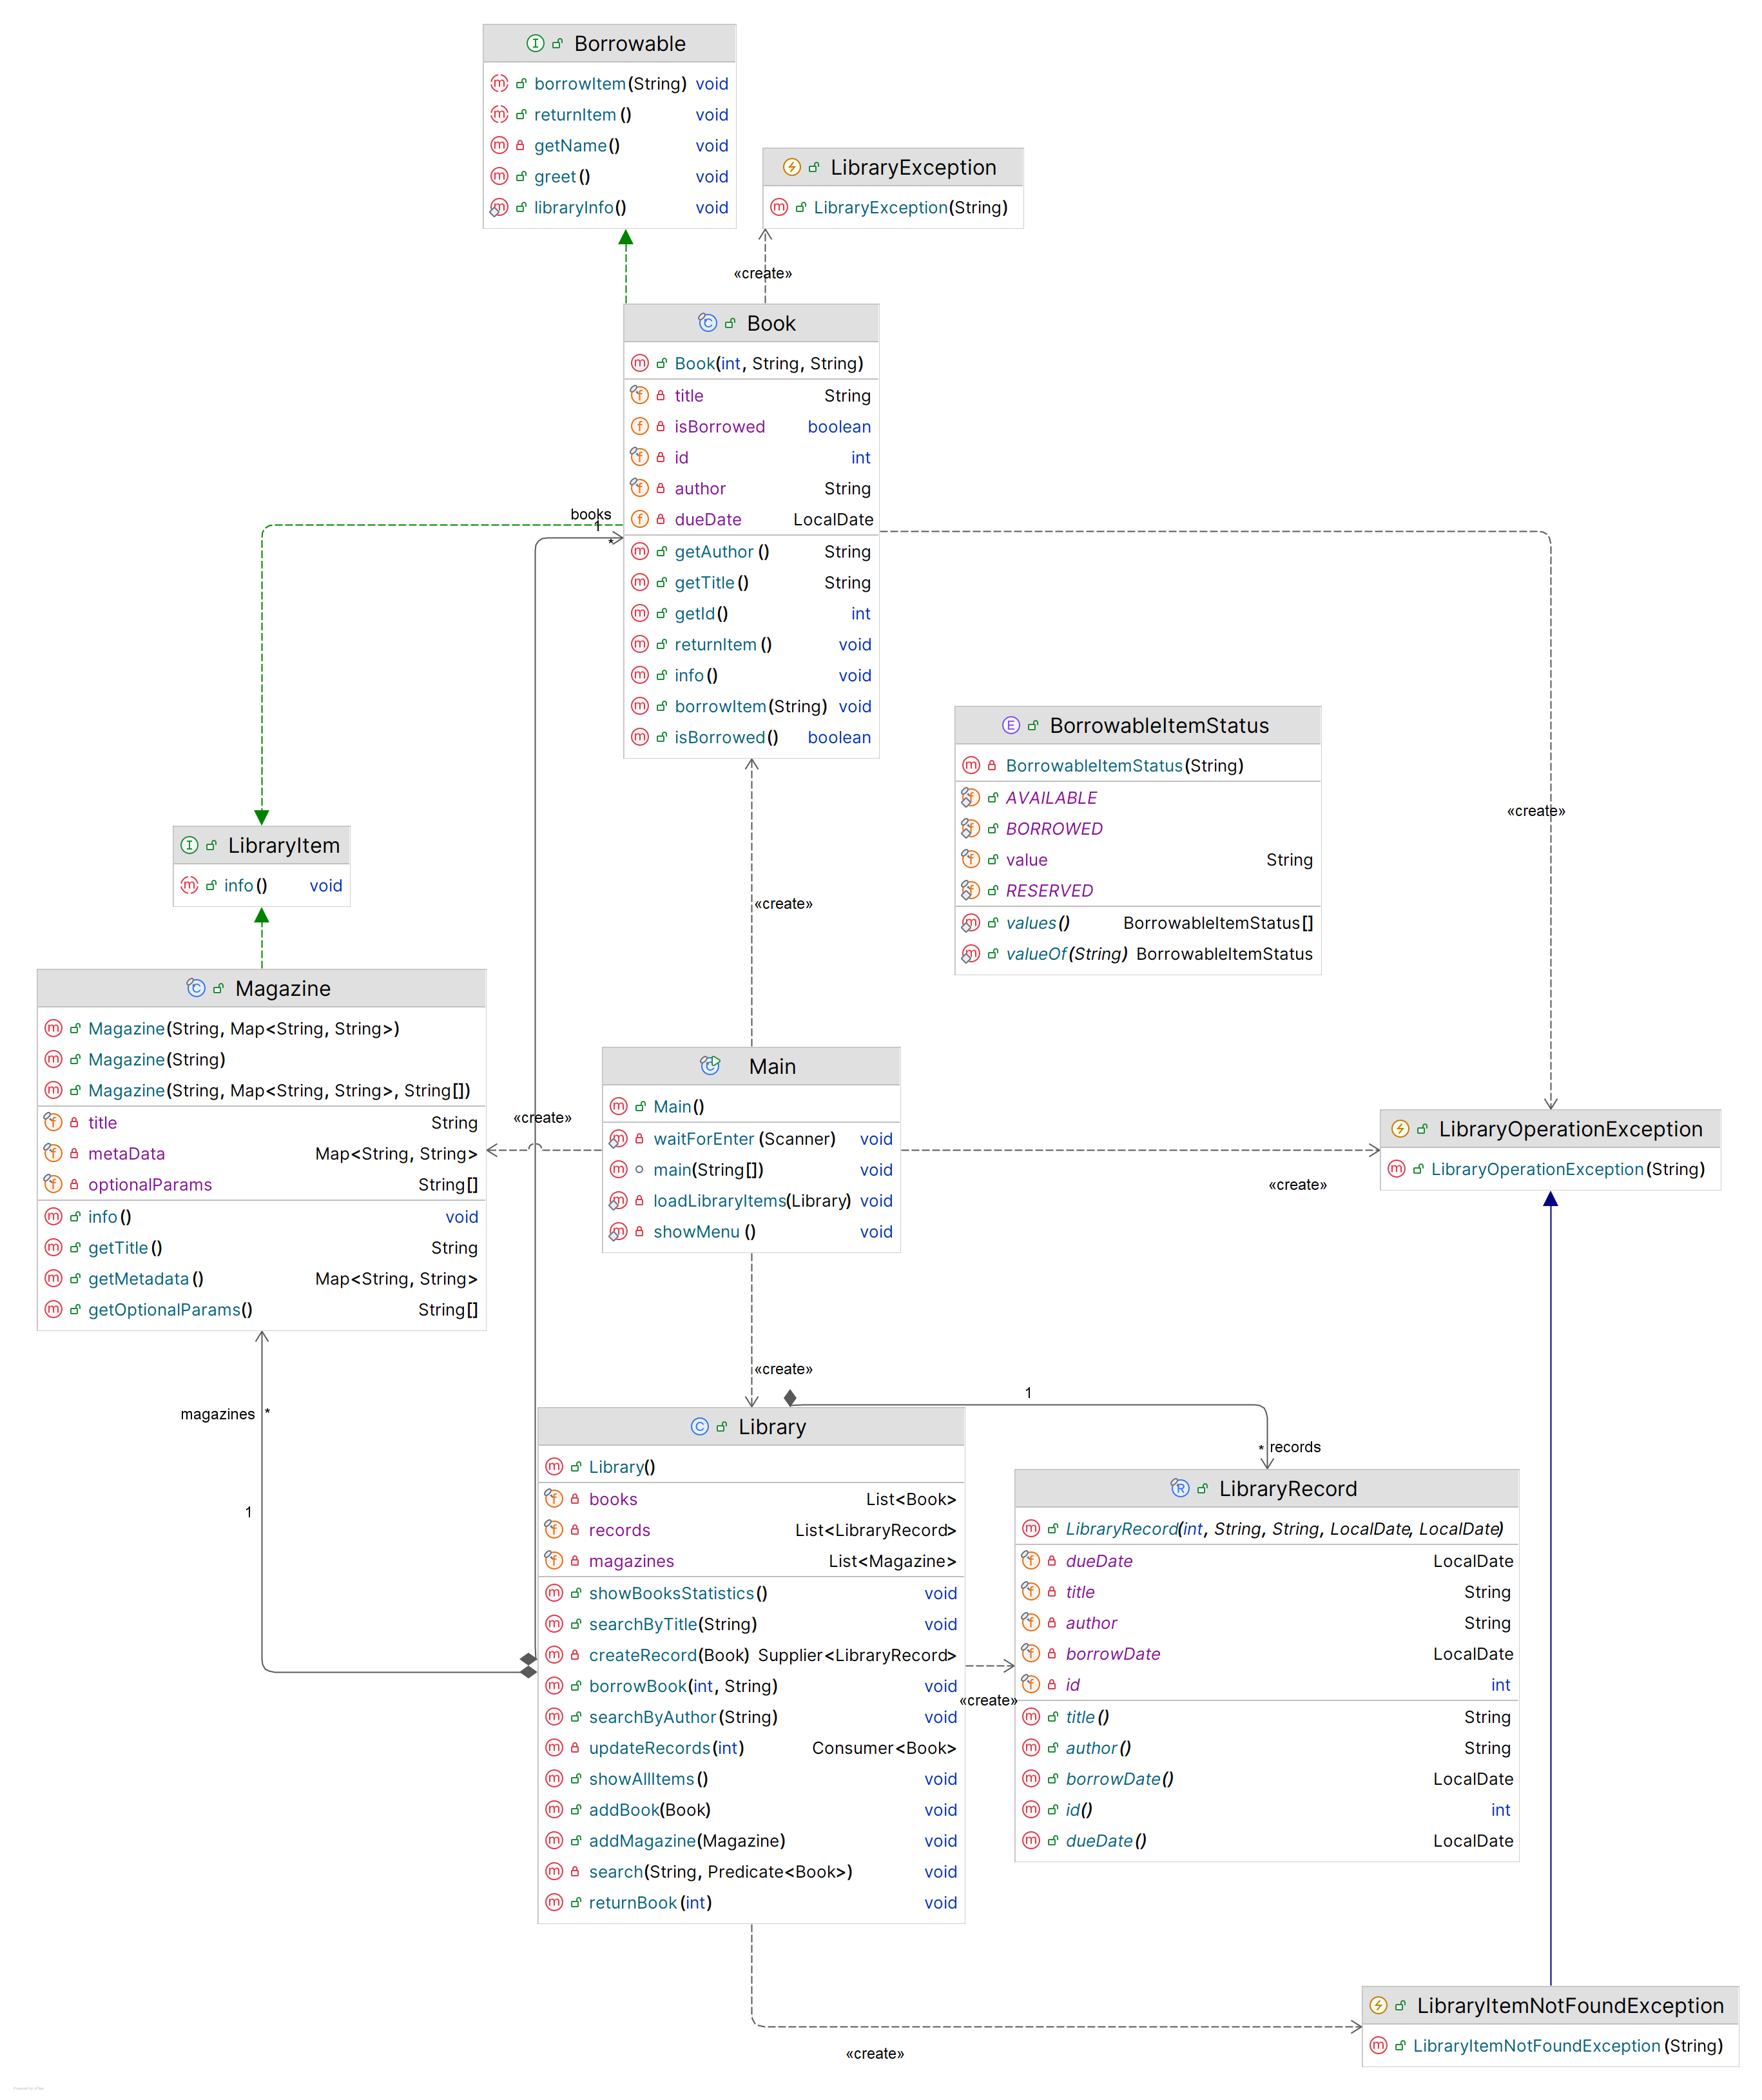 Borrowable
borrowItem(String) void
returnItem() void
getName() void
greet() void
libraryInfo() void
LibraryException
LibraryException(String)
«create»
Book
Book(int, String, String)
title String
isBorrowed boolean
id int
author String
dueDate LocalDate
getAuthor() String
getTitle() String
getId() int
returnItem() void
info() void
borrowItem(String) void
isBorrowed() boolean
books
1
*
BorrowableItemStatus
BorrowableItemStatus(String)
AVAILABLE
BORROWED
value String
RESERVED
values() BorrowableItemStatus[]
valueOf(String) BorrowableItemStatus
«create»
LibraryItem
info() void
«create»
Magazine
Magazine(String, Map<String, String>)
Magazine(String)
Magazine(String, Map<String, String>, String[])
title String
metaData Map<String, String>
optionalParams String[]
info() void
getTitle() String
getMetadata() Map<String, String>
getOptionalParams() String[]
«create»
Main
Main()
waitForEnter(Scanner) void
main(String[]) void
loadLibraryItems(Library) void
showMenu() void
«create»
LibraryOperationException
LibraryOperationException(String)
«create»
1
magazines *
1
* records
Library
Library()
books List<Book>
records List<LibraryRecord>
magazines List<Magazine>
showBooksStatistics() void
searchByTitle(String) void
createRecord(Book) Supplier<LibraryRecord>
borrowBook(int, String) void
searchByAuthor(String) void
updateRecords(int) Consumer<Book>
showAllItems() void
addBook(Book) void
addMagazine(Magazine) void
search(String, Predicate<Book>) void
returnBook(int) void
«create»
LibraryRecord
LibraryRecord(int, String, String, LocalDate, LocalDate)
dueDate LocalDate
title String
author String
borrowDate LocalDate
id int
title() String
author() String
borrowDate() LocalDate
id() int
dueDate() LocalDate
«create»
LibraryItemNotFoundException
LibraryItemNotFoundException(String)